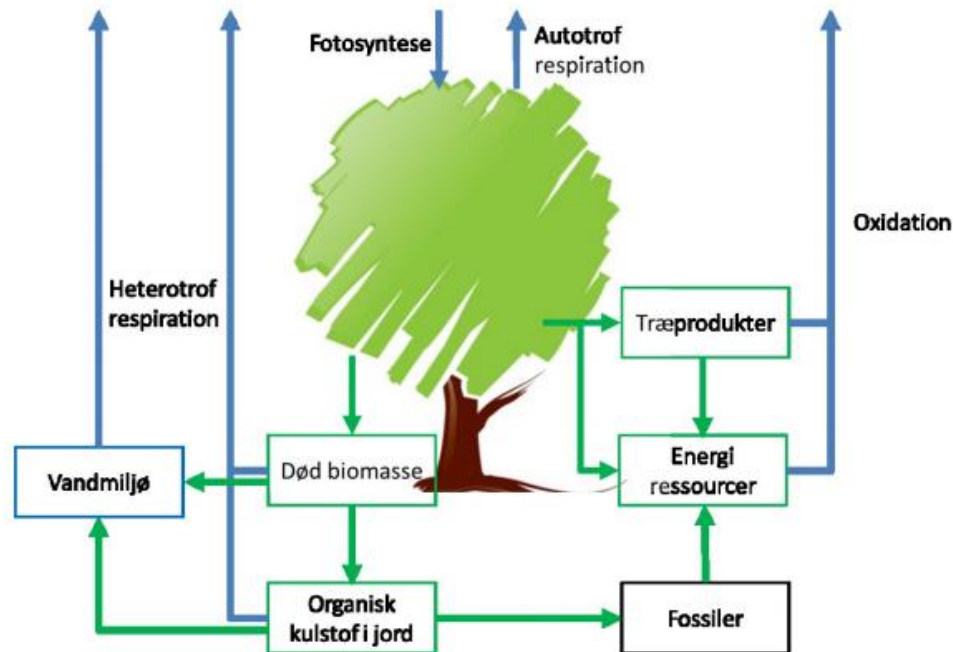 Fotosyntese
Autotrof
respiration
Oxidation
Heterotrof
respiration
Træprodukter
Vandmiljø
Død biomasse
Energi
ressourcer
Organisk
kulstof i jord
Fossiler